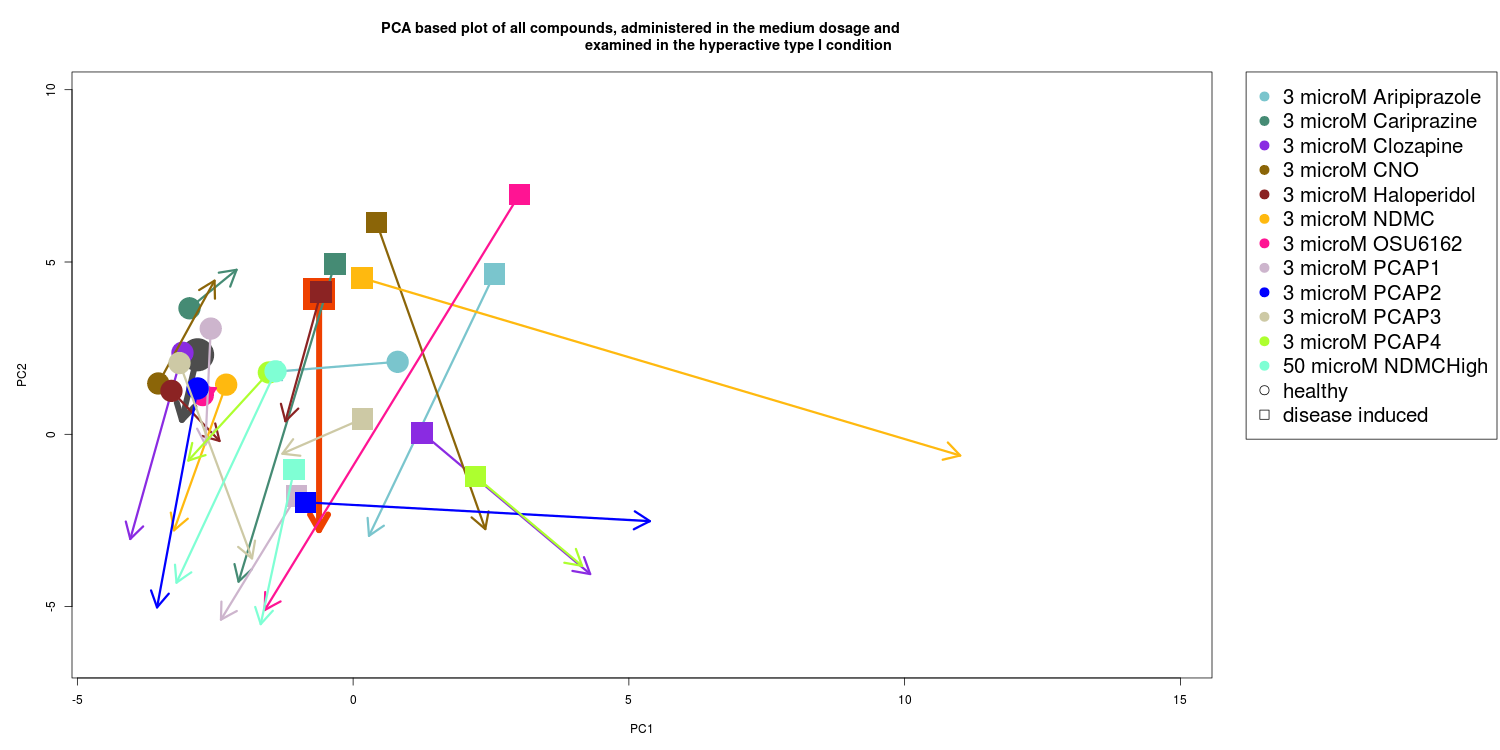 PCA based plot of all compounds, administered in the medium dosage and
examined in the hyperactive type I condition
10
5
0
-5
PC2
-5
0
5
10
15
PC1
3 microM Aripiprazole
3 microM Cariprazine
3 microM Clozapine
3 microM CNO
3 microM Haloperidol
3 microM NDMC
3 microM OSU6162
3 microM PCAP1
3 microM PCAP2
3 microM PCAP3
3 microM PCAP4
50 microM NDMCHigh
healthy
disease induced